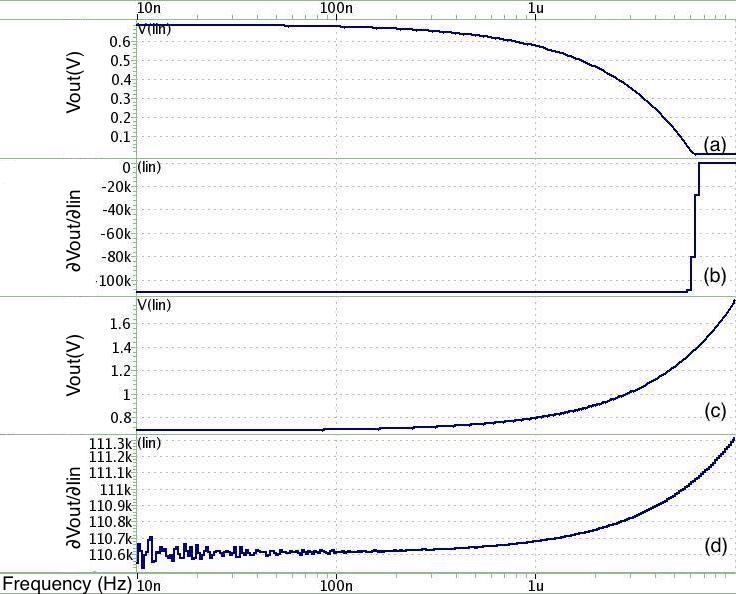 10n 100n 1u
V(lin)
0.6
0.5
0.4
0.3
0.2
0.1
Vout(V)
(a)
0 (lin)
-20k
-40k
-60k
-80k
100k
∂Vout/∂lin
(b)
V(lin)
1.6
1.4
1.2
1
0.8
Vout(V)
(c)
111.3k (lin)
111.2k
111.1k
111k
110.9k
110.8k
110.7k
110.6k
∂Vout/∂lin
(d)
Frequency (Hz) 10n 100n 1u